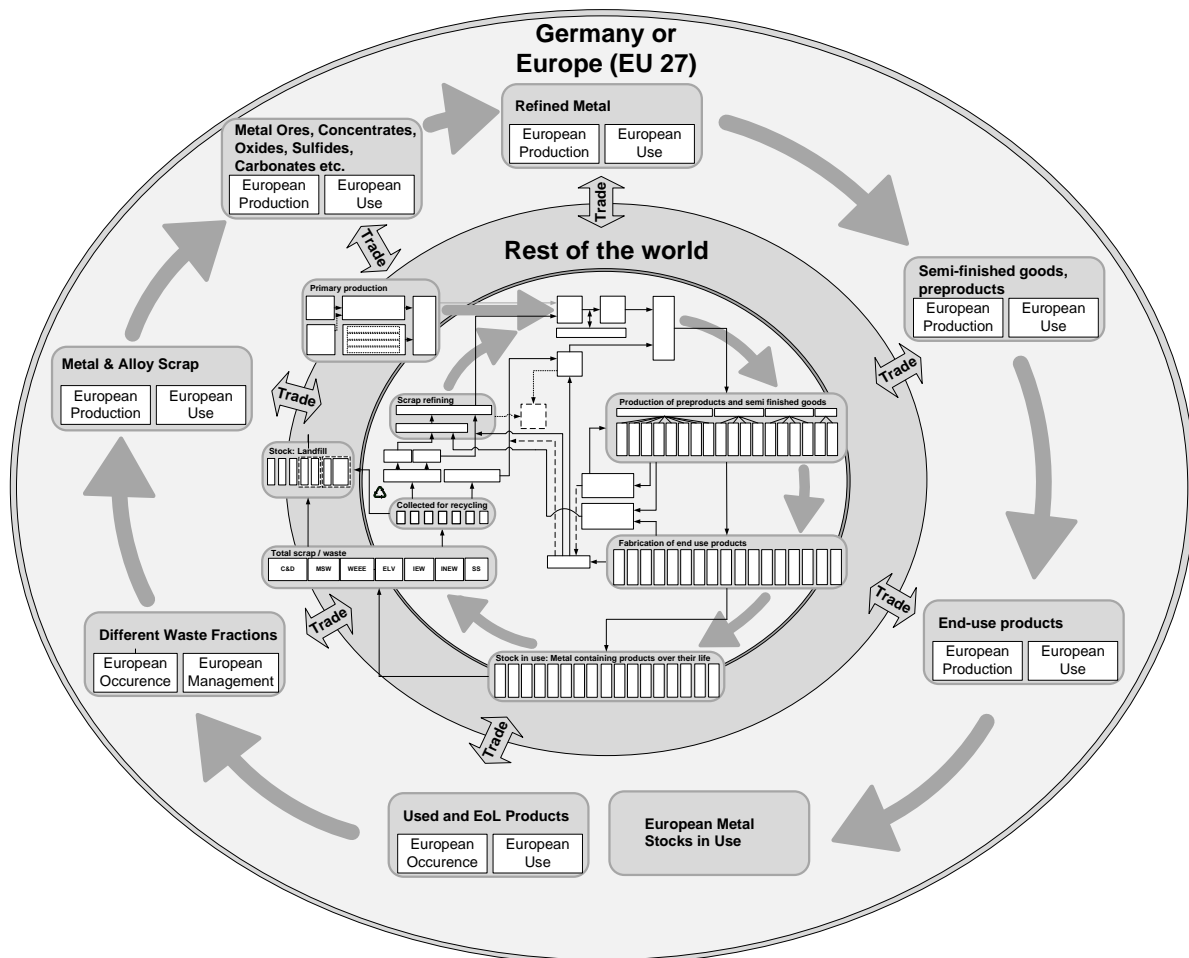 Germany or
Europe (EU 27)
Refined Metal
European
Production
European
Use
Metal Ores, Concentrates,
Oxides, Sulfides,
Carbonates etc.
European
Production
European
Use
Trade
Trade
Rest of the world
Semi-finished goods,
preproducts
European
Production
European
Use
Primary production
Metal & Alloy Scrap
European
Production
European
Use
Trade
Trade
Scrap refining
Production of preproducts and semi finished goods
Stock: Landfill
Collected for recycling
Fabrication of end use products
Total scrap / waste
C&D
MSW
WEEE
ELV
IEW
INEW
SS
Different Waste Fractions
European
Occurence
European
Management
Trade
Trade
End-use products
European
Production
European
Use
Stock in use: Metal containing products over their life
Trade
Used and EoL Products
European
Occurence
European
Use
European Metal
Stocks in Use